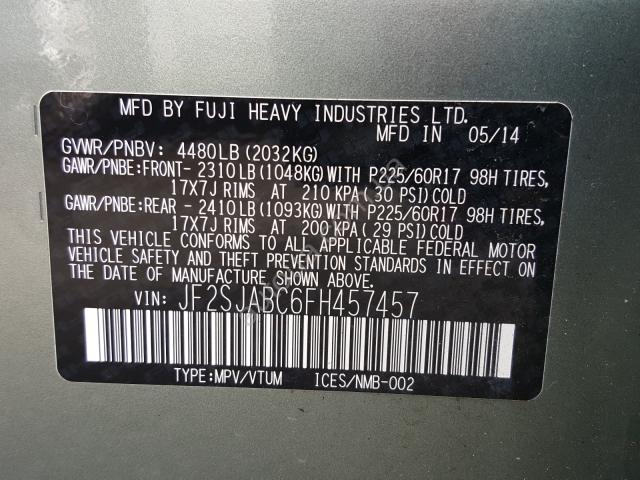 MFD BY FUJI HEAVY INDUSTRIES LTD.
MFD IN 05/14
GVWR/PNBV: 4480LB (2032KG)
GAWR/PNBE:FRONT- 2310LB (1048KG) WITH P225/60R17 98H TIRES,
17X7J RIMS AT 210 KPA (30 PSI) COLD
GAWR/PNBE:REAR - 2410LB (1093KG) WITH P225/60R17 98H TIRES,
17X7J RIMS AT 200 KPA (29 PSI) COLD
THIS VEHICLE CONFORMS TO ALL APPLICABLE FEDERAL MOTOR
VEHICLE SAFETY AND THEFT PREVENTION STANDARDS IN EFFECT ON
THE DATE OF MANUFACTURE SHOWN ABOVE.
VIN: JF2SJABC6FH457457
TYPE:MPV/VTUM ICES/NMB-002